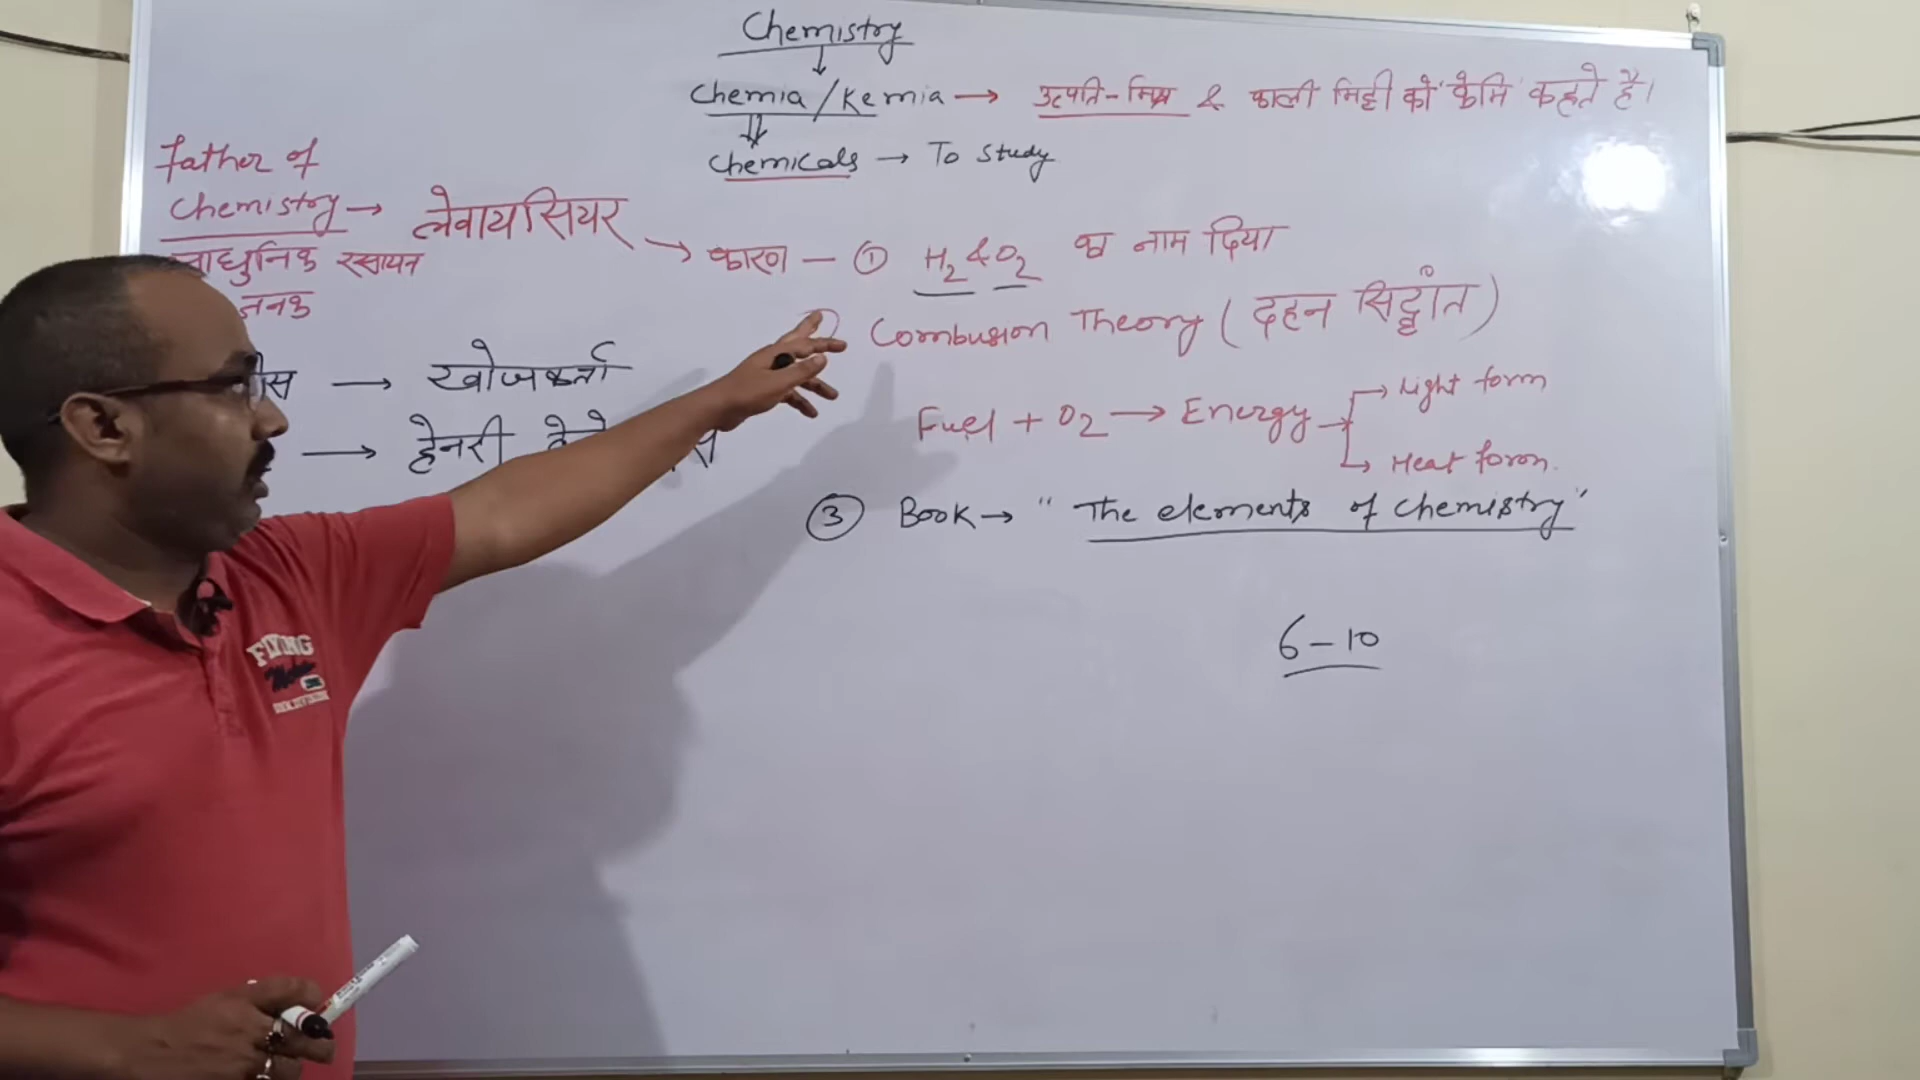 Chemistry
Chemia/Kemia → उत्पति-मिस्र & काली मिट्टी को 'केमि' कहते है।
Chemicals → To study
Father of
Chemistry → लेवायसियर → कारण - ① H2 & O2 का नाम दिया
आधुनिक रसायन
जनक
Combusion Theory (दहन सिद्धांत)
→ खोजकर्ता
Fuel + O2 → Energy → Light form
→ Heat form.
→ हेनरी
③ Book → "The elements of chemistry"
6-10
FLYING